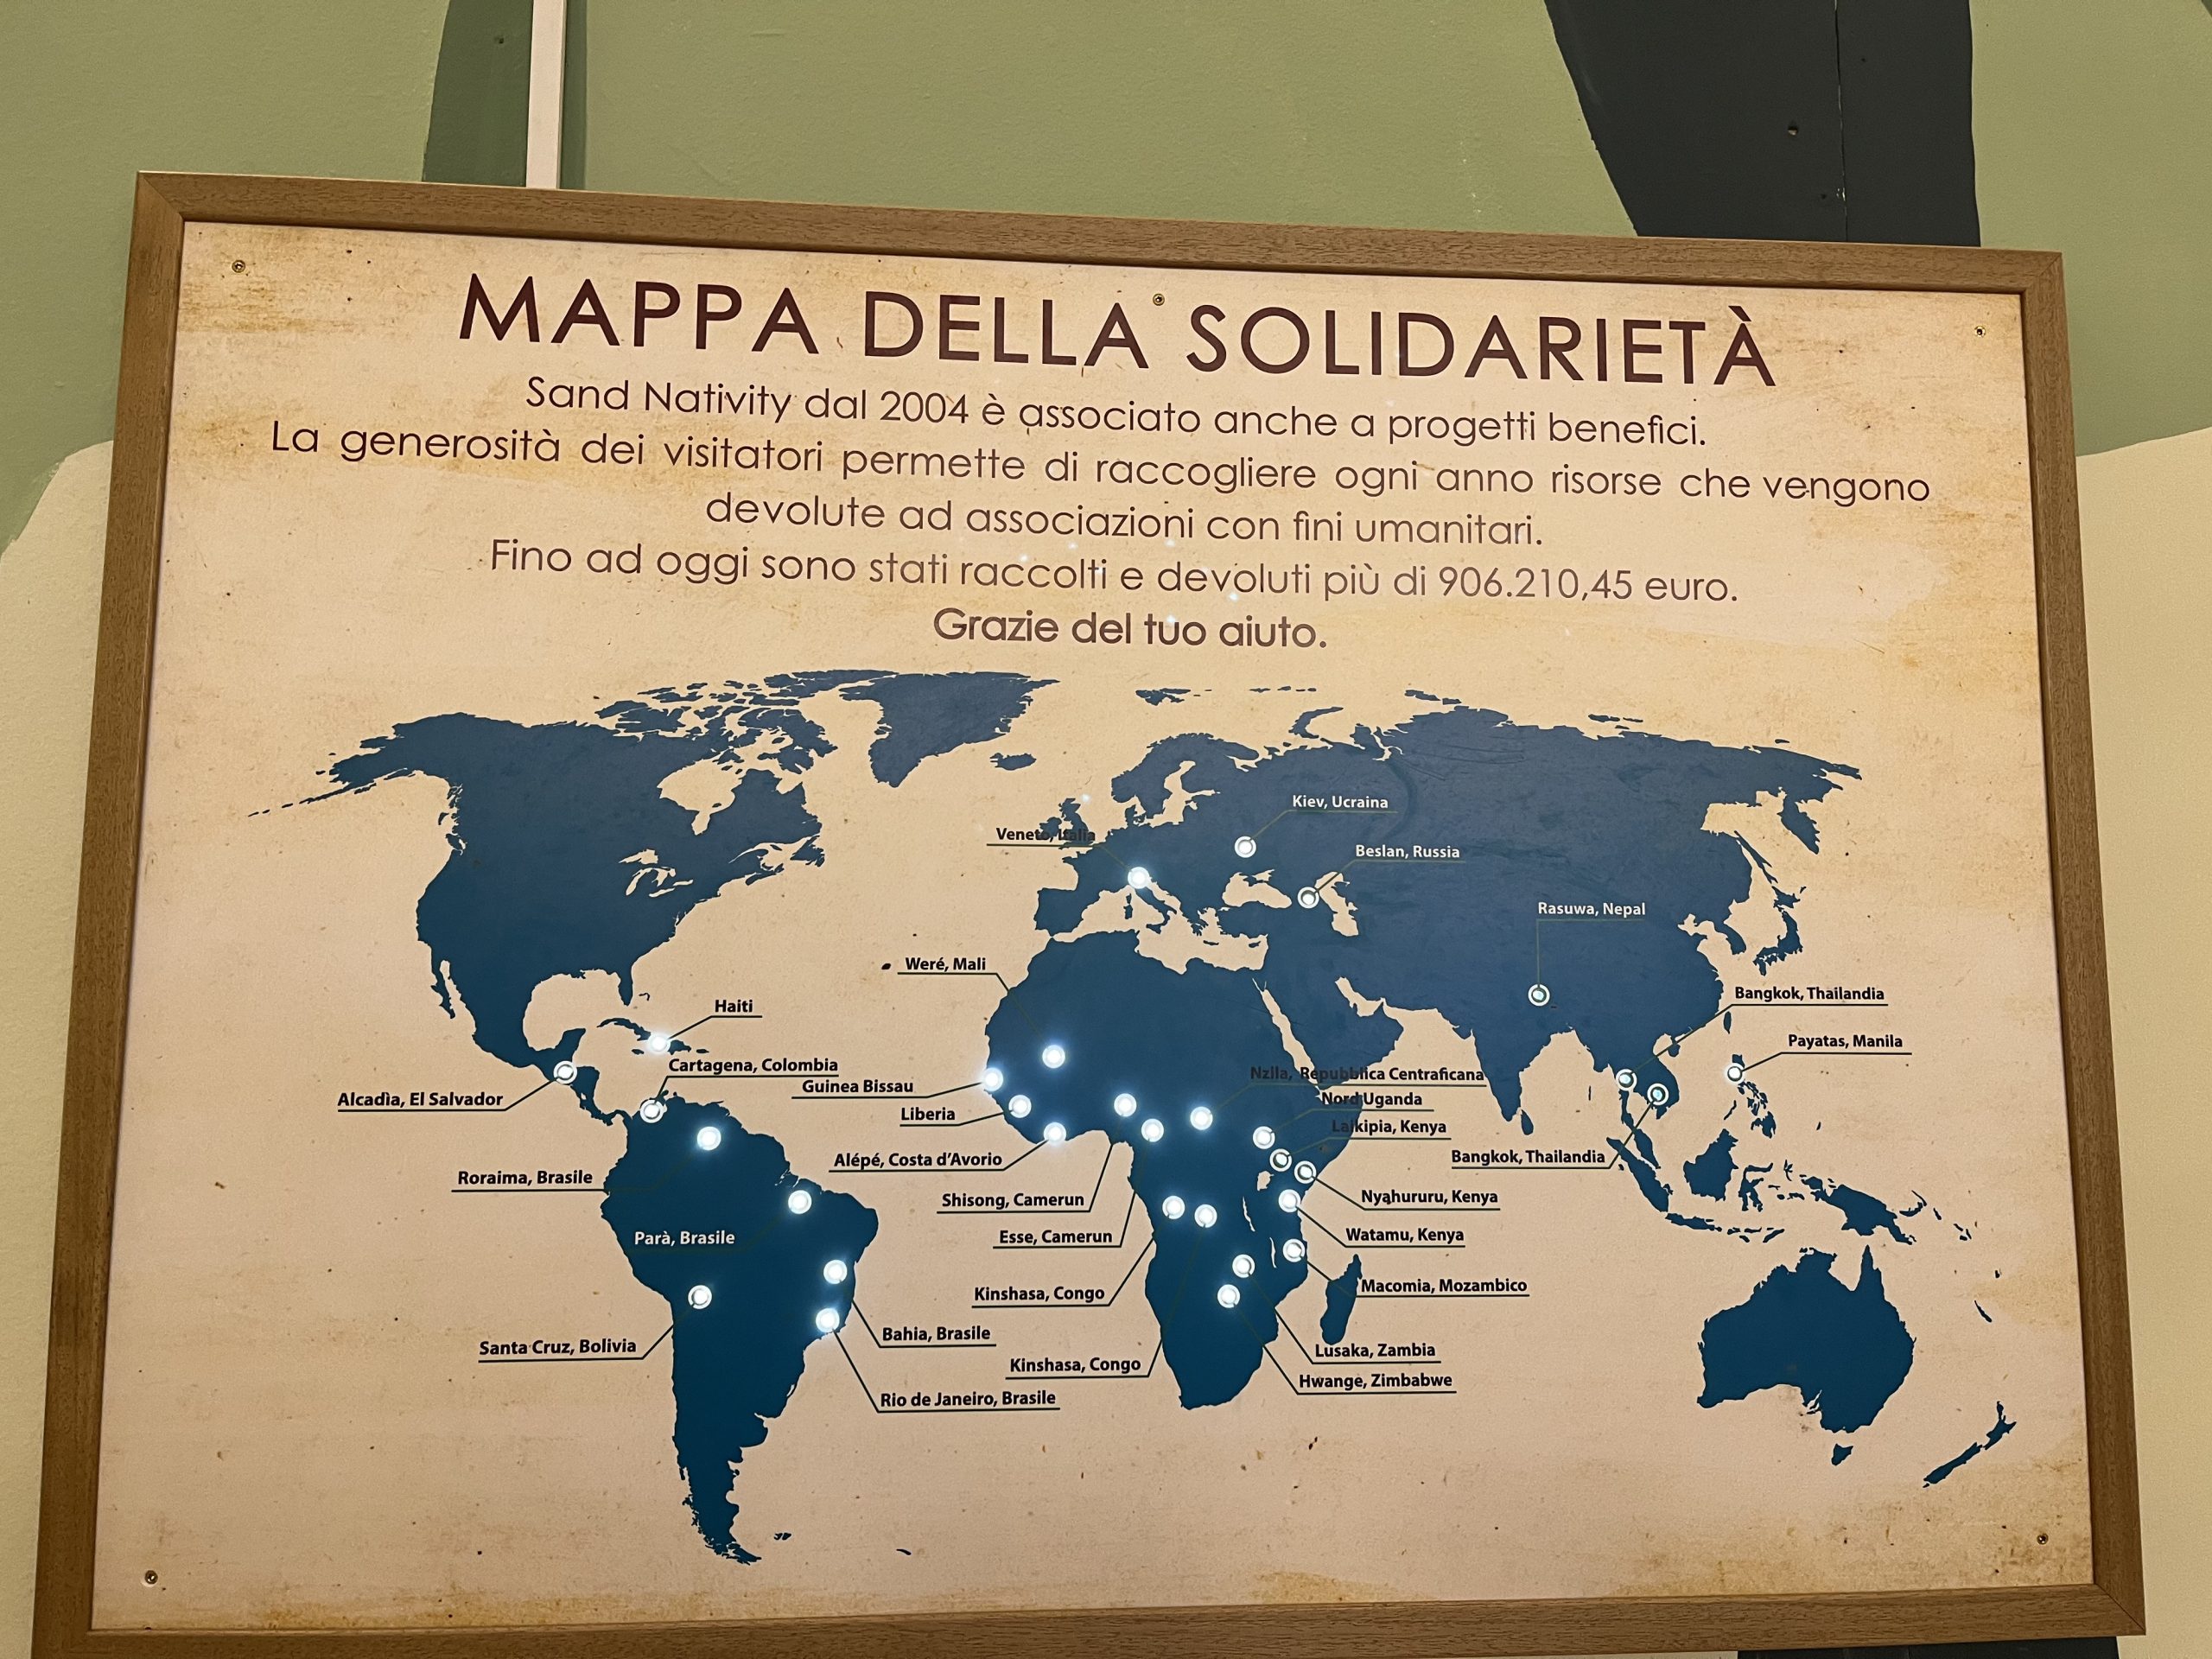 MAPPA DELLA SOLIDARIETÀ
Sand Nativity dal 2004 è associato anche a progetti benefici.
La generosità dei visitatori permette di raccogliere ogni anno risorse che vengono
devolute ad associazioni con fini umanitari.
Fino ad oggi sono stati raccolti e devoluti più di 906.210,45 euro.
Grazie del tuo aiuto.
Kiev, Ucraina
Veneto, Italia
Beslan, Russia
Rasuwa, Nepal
Weré, Mali
Bangkok, Thailandia
Haiti
Payatas, Manila
Cartagena, Colombia
Nzila, Repubblica Centraficana
Guinea Bissau
Alcadìa, El Salvador
Nord Uganda
Liberia
Laikipia, Kenya
Alépé, Costa d'Avorio
Bangkok, Thailandia
Roraima, Brasile
Shisong, Camerun
Nyahururu, Kenya
Parà, Brasile
Esse, Camerun
Watamu, Kenya
Kinshasa, Congo
Macomia, Mozambico
Bahia, Brasile
Santa Cruz, Bolivia
Lusaka, Zambia
Kinshasa, Congo
Hwange, Zimbabwe
Rio de Janeiro, Brasile